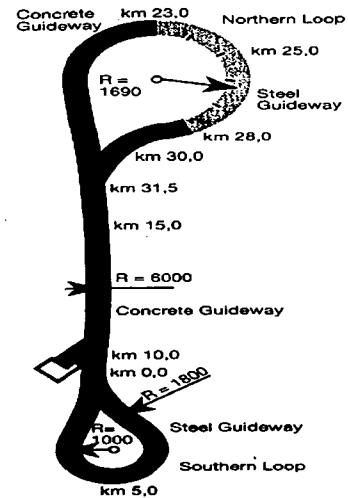 Concrete
Guideway
km 23,0
Northern Loop
km 25,0
R =
1690
Steel
Guideway
km 28,0
km 30,0
km 31,5
km 15,0
R = 6000
Concrete Guideway
km 10,0
km 0,0
R = 1800
R=
1000
Steel Guideway
Southern Loop
km 5,0